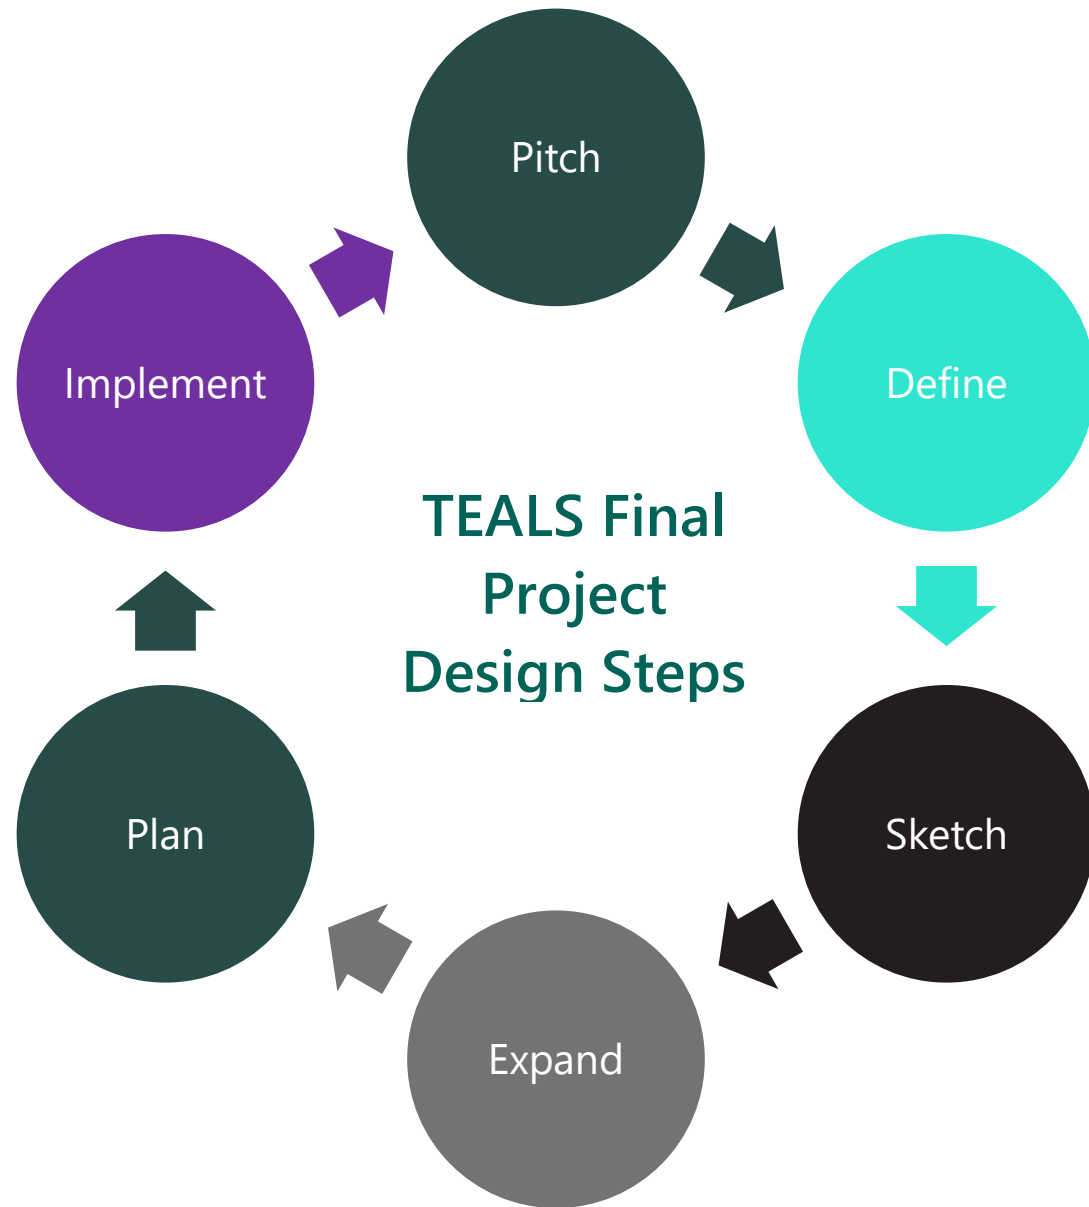 Pitch
Define
Sketch
Expand
Plan
Implement
TEALS Final
Project
Design Steps